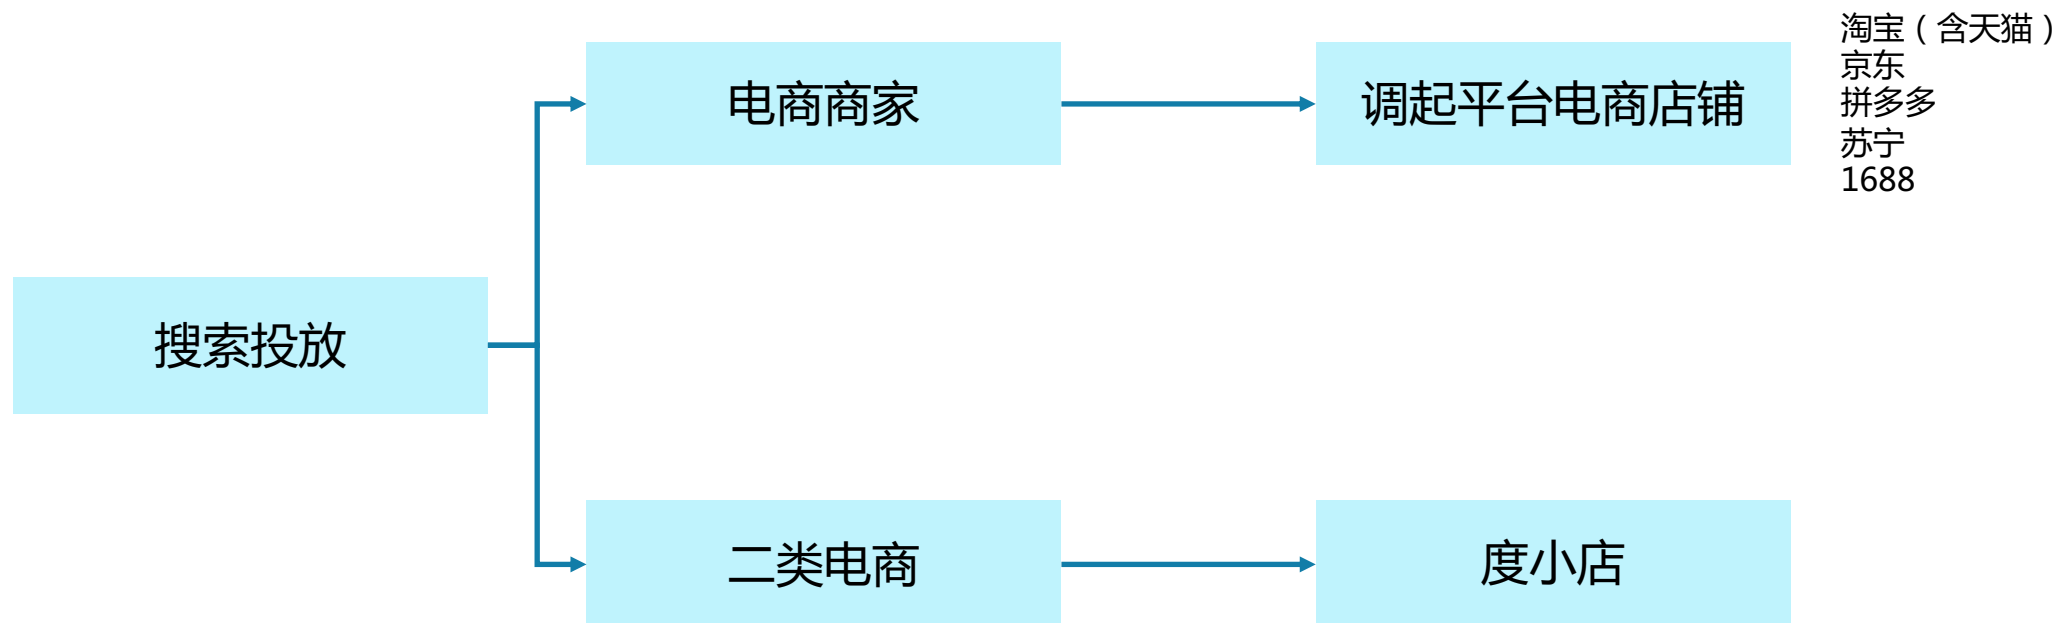 搜索投放
电商商家
调起平台电商店铺
淘宝（含天猫）
京东
拼多多
苏宁
1688
二类电商
度小店